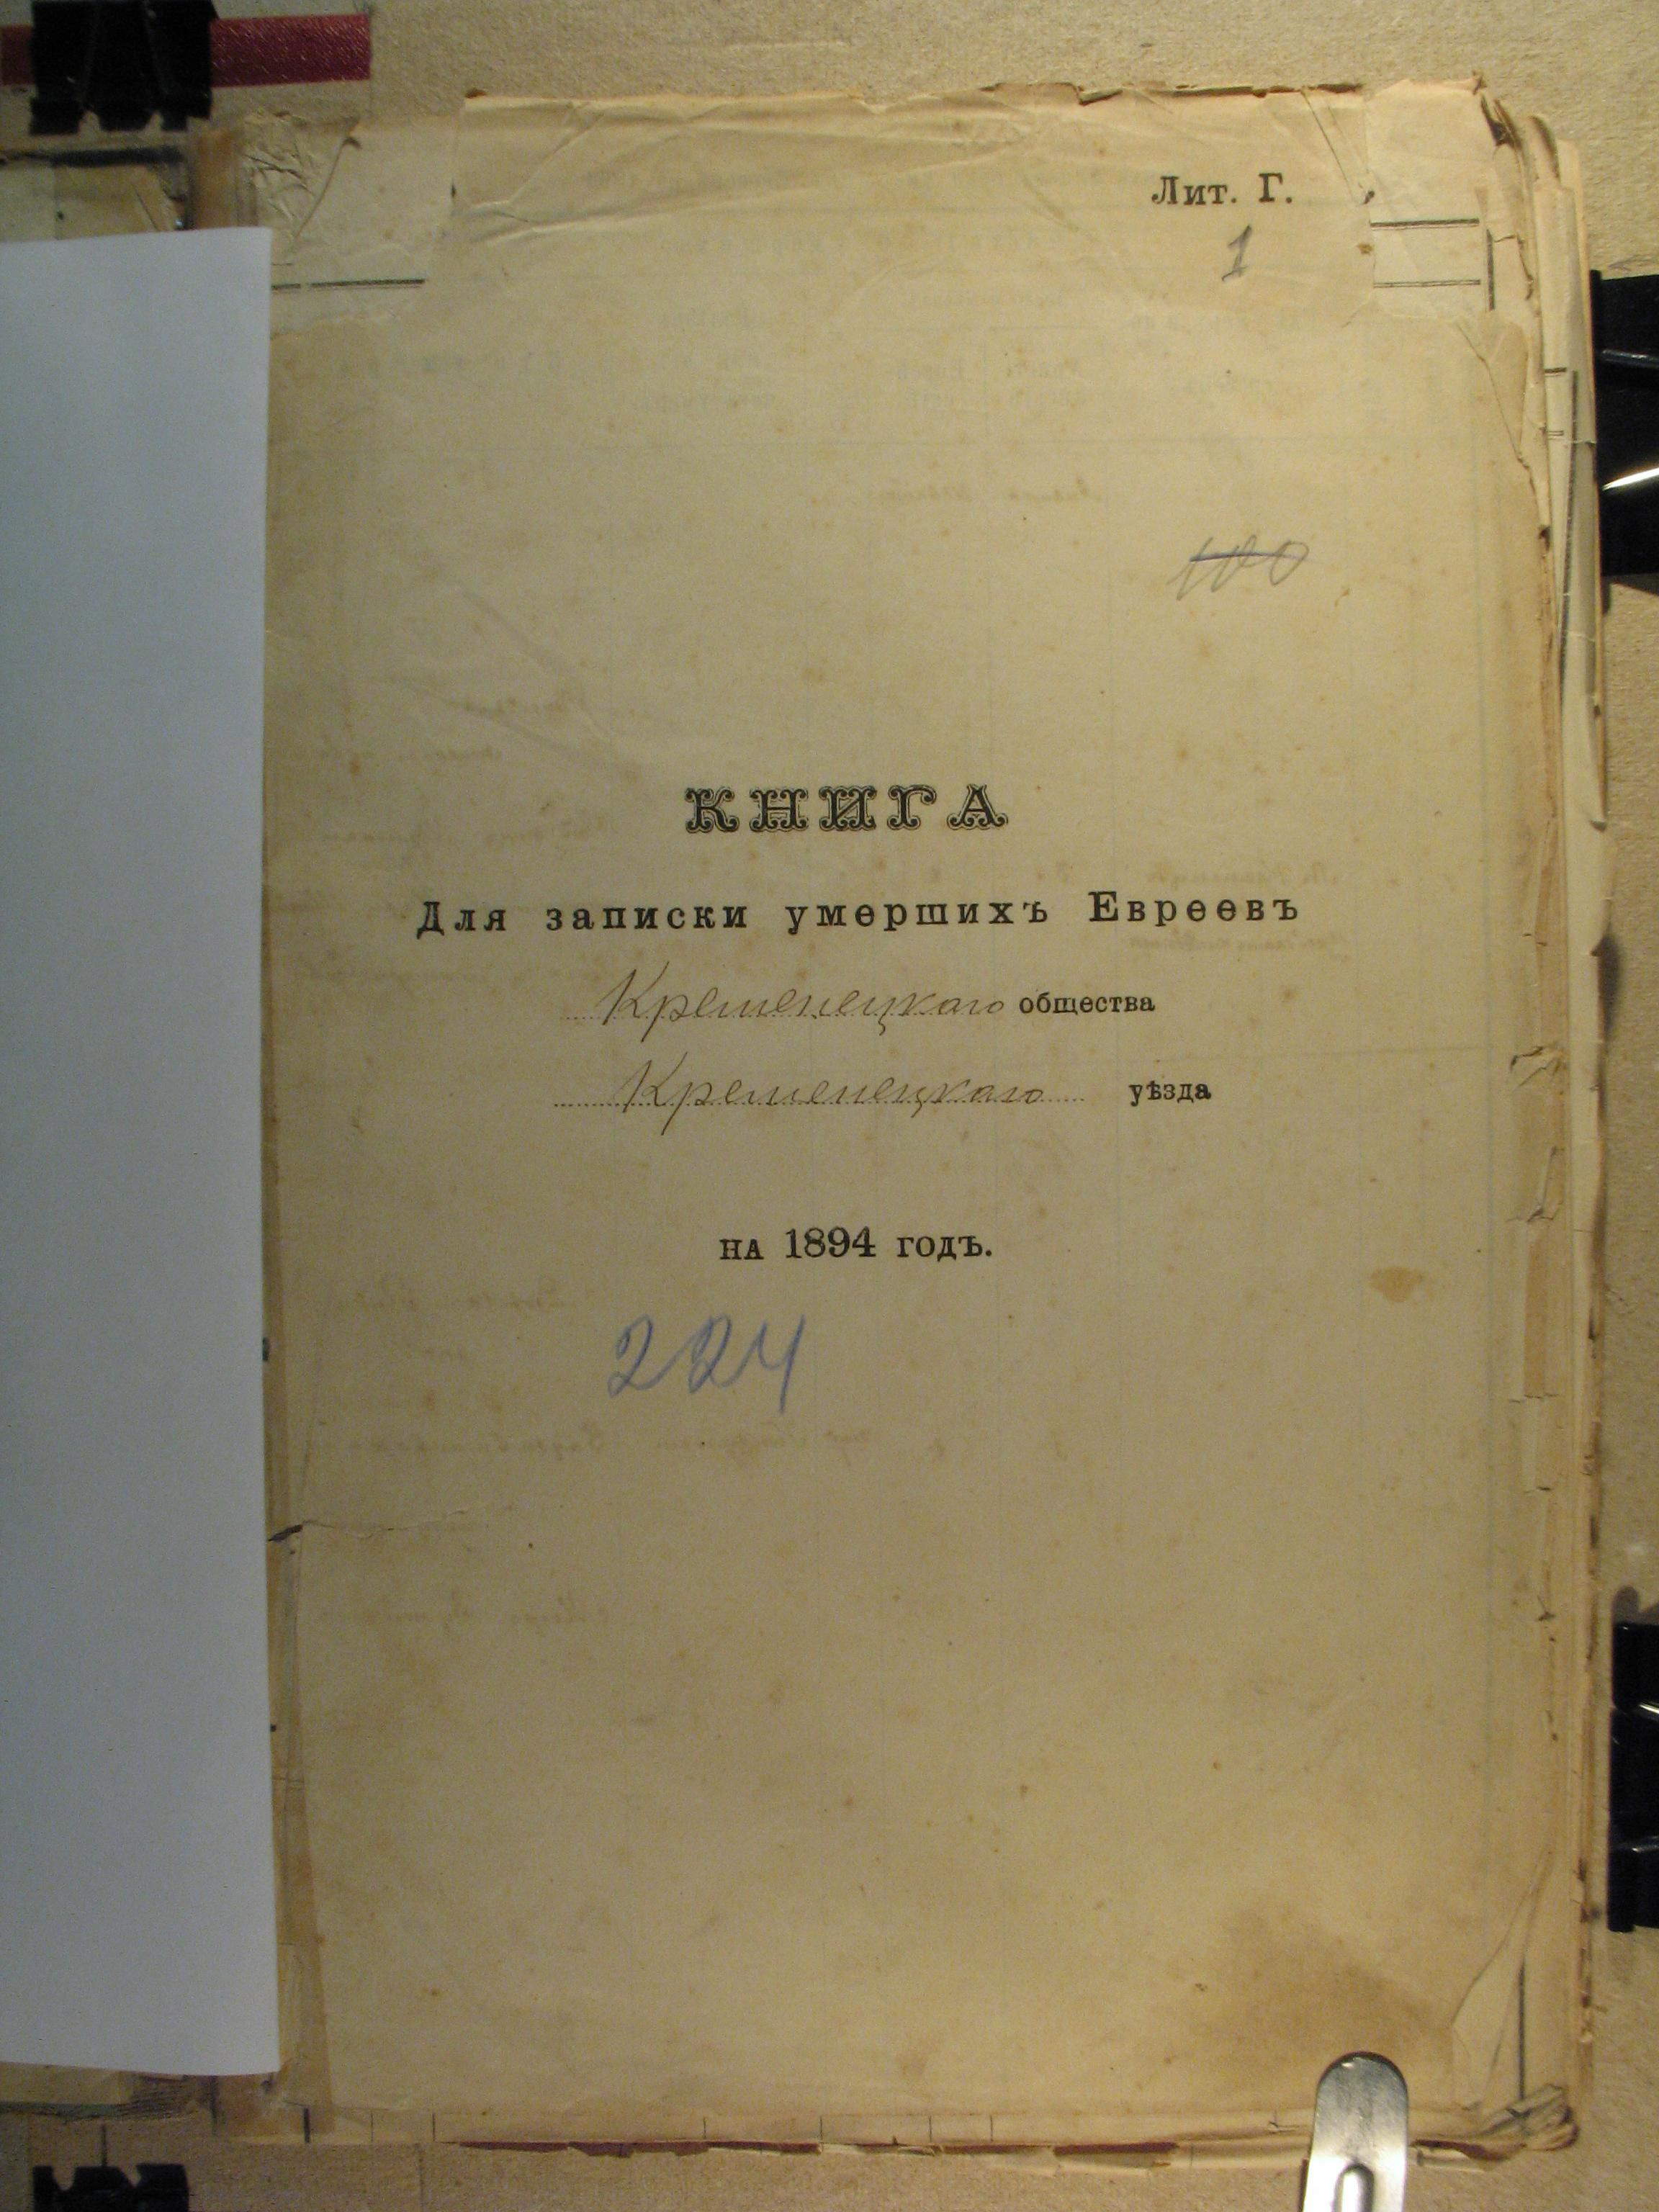 Лит. Г.
1
100
КНИГА
Для записки умершихъ Евреевъ
Кременецкаго общества
Кременецкаго уѣзда
на 1894 годъ.
224